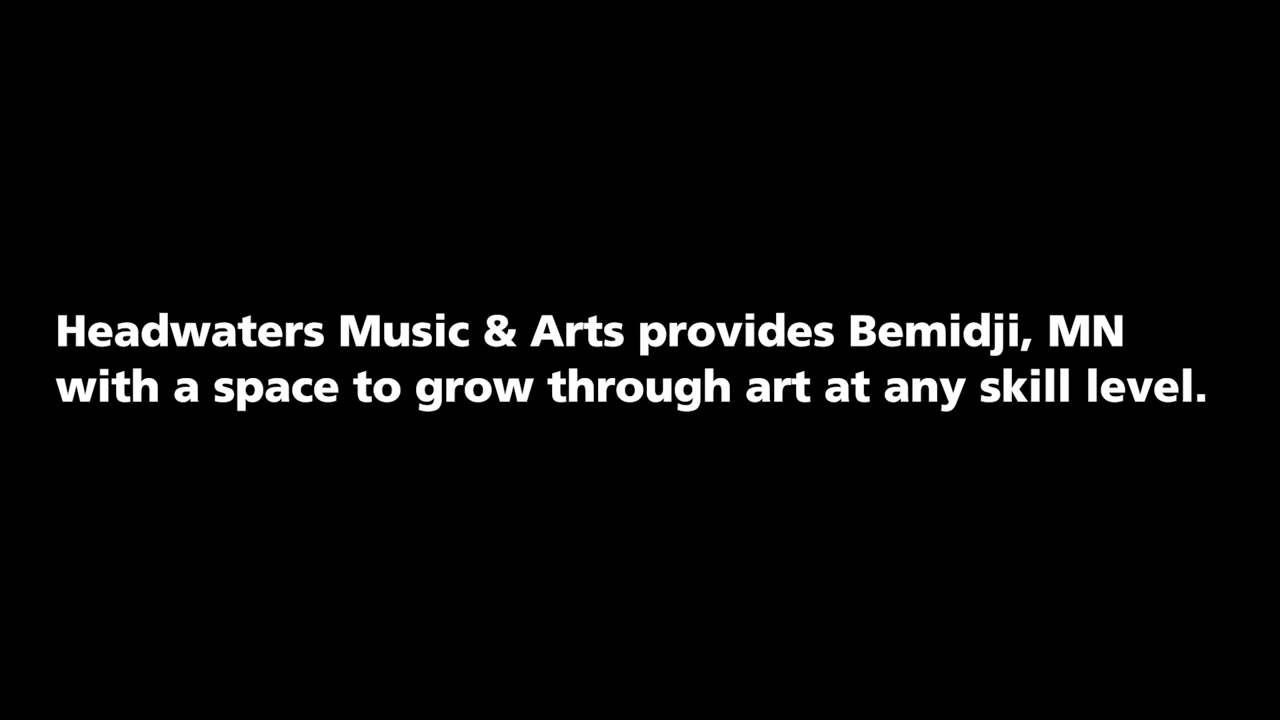 Headwaters Music & Arts provides Bemidji, MN
with a space to grow through art at any skill level.